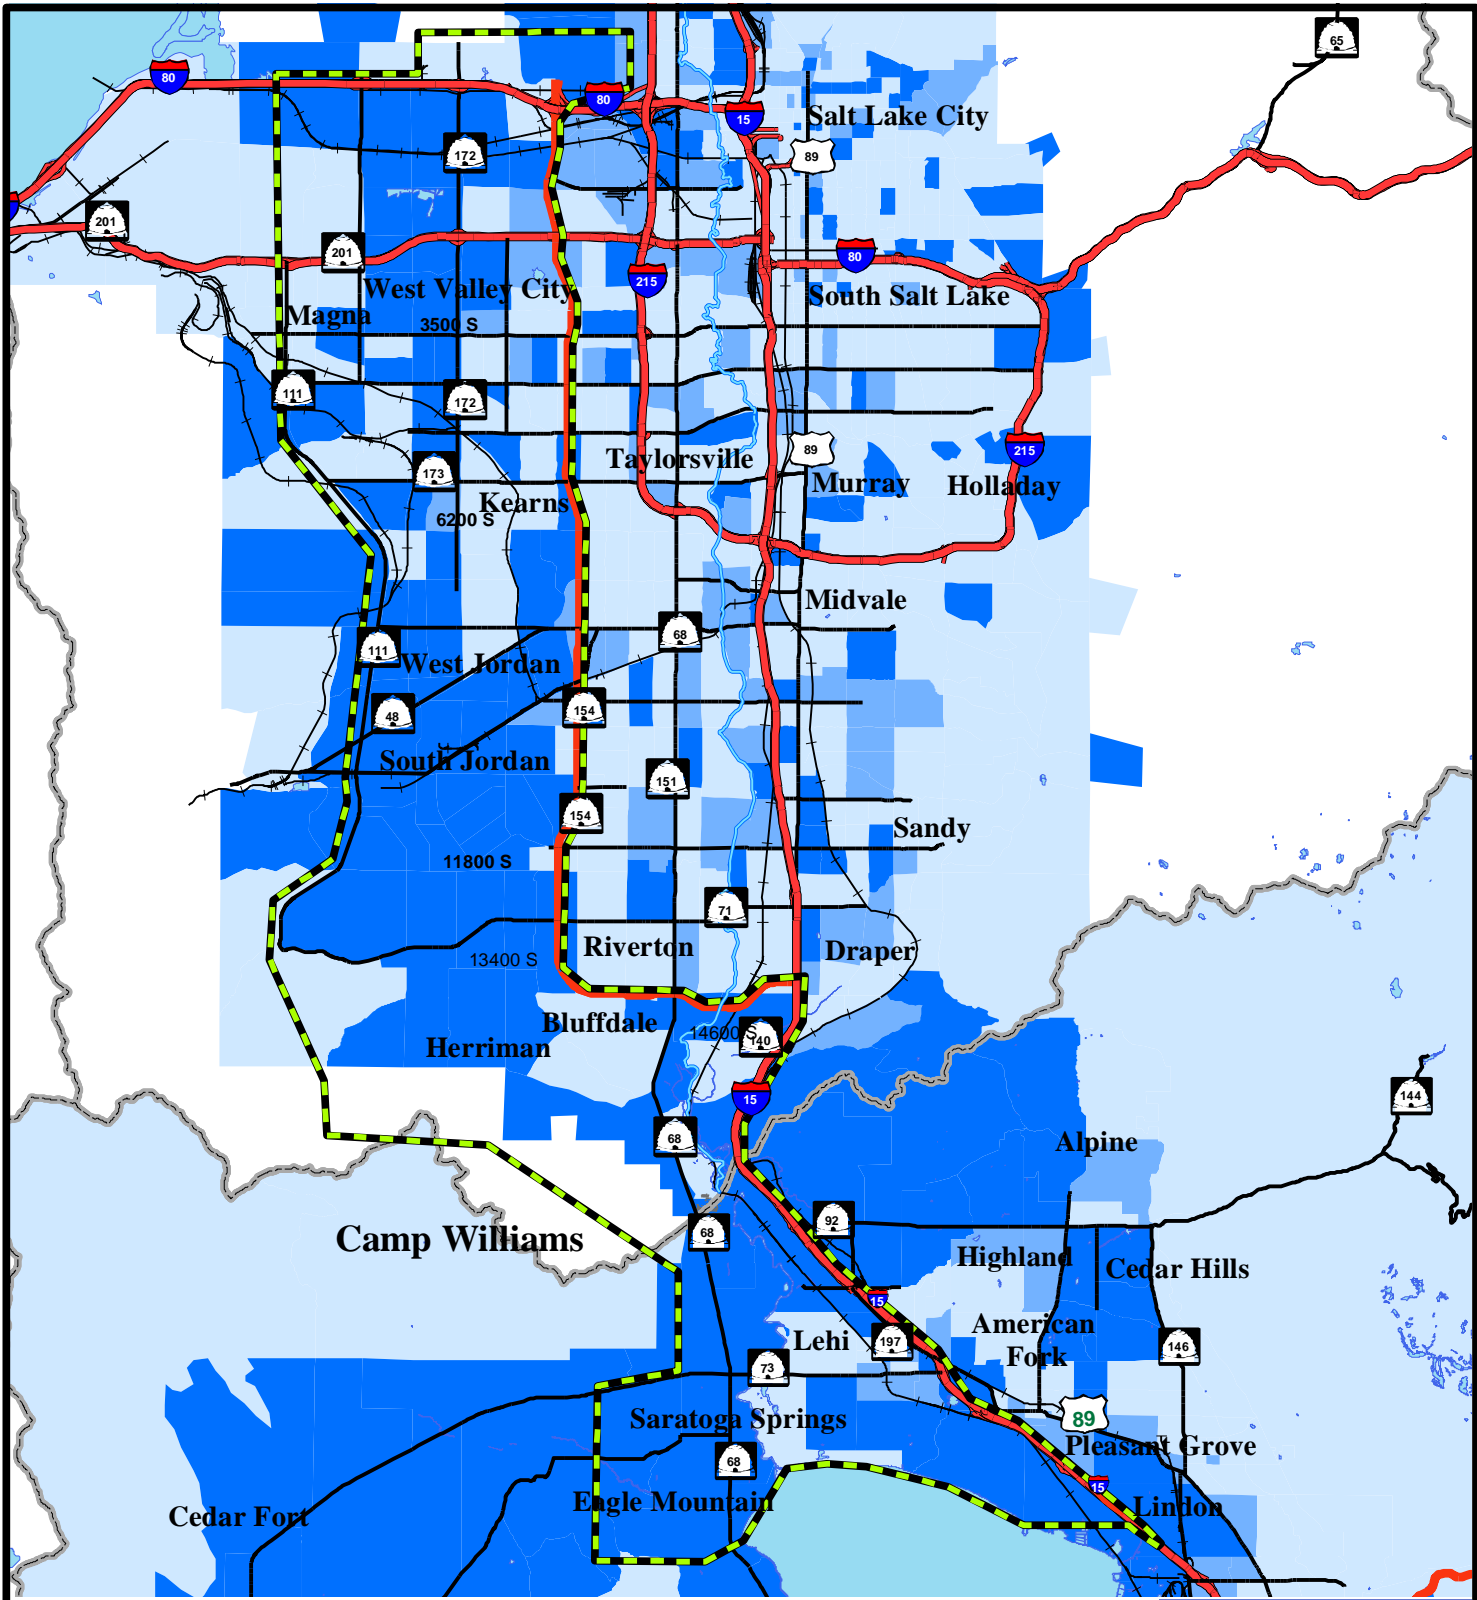 65
80
80
15
Salt Lake City
172
89
201
201
80
215
West Valley City
South Salt Lake
Magna
3500 S
111
172
89
215
Taylorsville
173
Murray
Holladay
Kearns
6200 S
Midvale
68
111
West Jordan
48
154
South Jordan
151
154
Sandy
11800 S
71
Riverton
Draper
13400 S
Bluffdale
14600 S
140
Herriman
15
144
68
Alpine
92
68
Camp Williams
Highland
Cedar Hills
15
American
Fork
Lehi
197
146
73
Saratoga Springs
89
Pleasant Grove
68
15
Eagle Mountain
Lindon
Cedar Fort